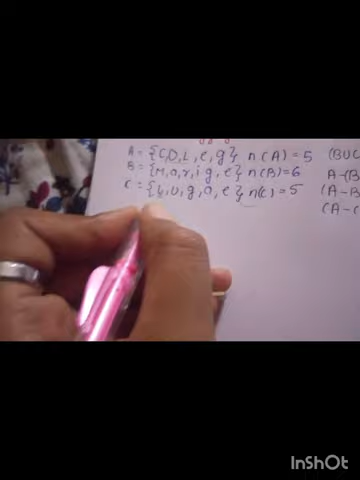 A = {C, O, L, e, g} n(A) = 5 (BUC
B = {M, a, r, i, g, e} n(B) = 6 A-(B
C = {L, U, g, a, e} n(C) = 5 (A-B
(A-C
InShOt